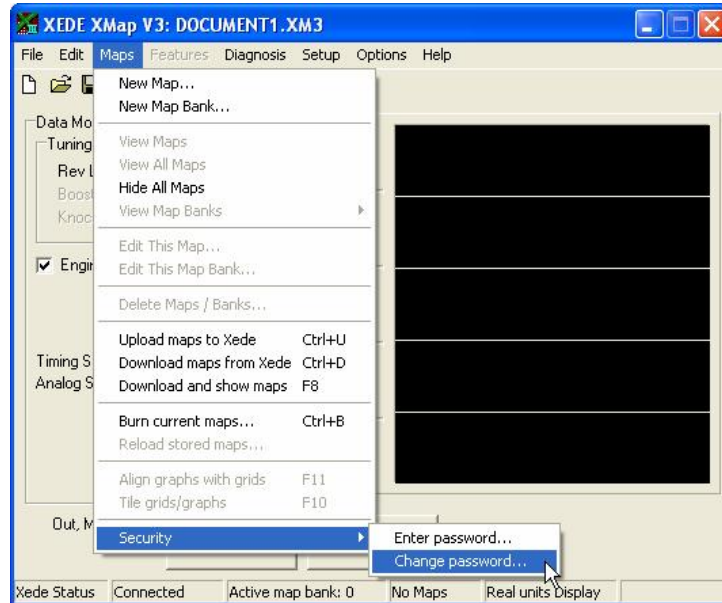 XEDE XMap V3: DOCUMENT1.XM3
File Edit Maps Features Diagnosis Setup Options Help
New Map...
New Map Bank...
View Maps
View All Maps
Hide All Maps
View Map Banks
Edit This Map...
Edit This Map Bank...
Delete Maps / Banks...
Upload maps to Xede Ctrl+U
Download maps from Xede Ctrl+D
Download and show maps F8
Burn current maps... Ctrl+B
Reload stored maps...
Align graphs with grids F11
Tile grids/graphs F10
Security
Enter password...
Change password...
Data Mo
Tuning
Rev L
Boost
Knoc
Engin
Timing S
Analog S
Out, M
Xede Status Connected Active map bank: 0 No Maps Real units Display